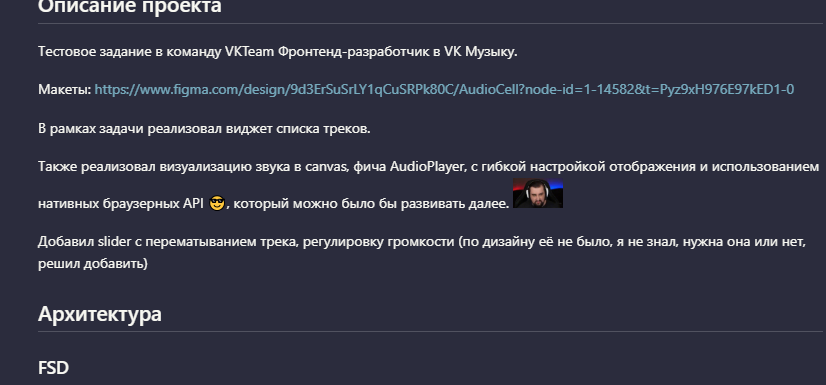 Описание проекта
Тестовое задание в команду VKTeam Фронтенд-разработчик в VK Музыку.
Макеты: https://www.figma.com/design/9d3ErSuSrLY1qCuSRPk80C/AudioCell?node-id=1-14582&t=Pyz9xH976E97kED1-0
В рамках задачи реализовал виджет списка треков.
Также реализовал визуализацию звука в canvas, фича AudioPlayer, с гибкой настройкой отображения и использованием
нативных браузерных API 😎, который можно было бы развивать далее.
Добавил slider с перематыванием трека, регулировку громкости (по дизайну её не было, я не знал, нужна она или нет,
решил добавить)
Архитектура
FSD